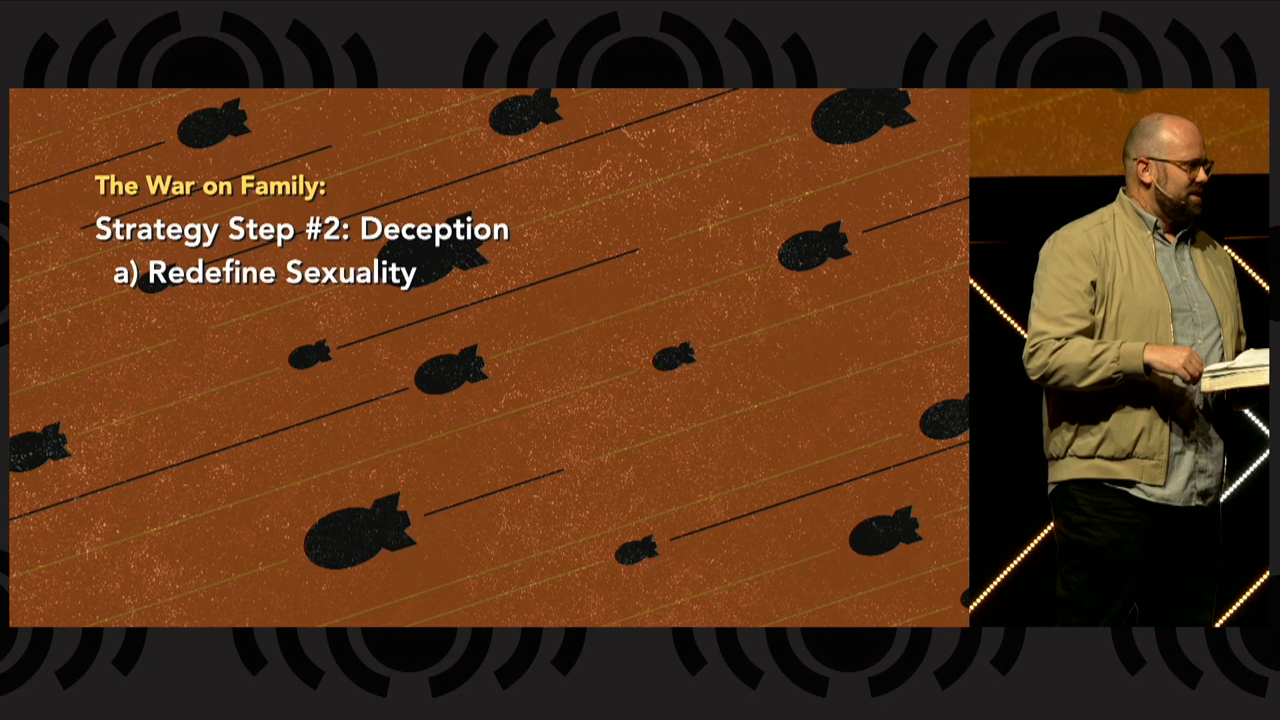 The War on Family:
Strategy Step #2: Deception
a) Redefine Sexuality